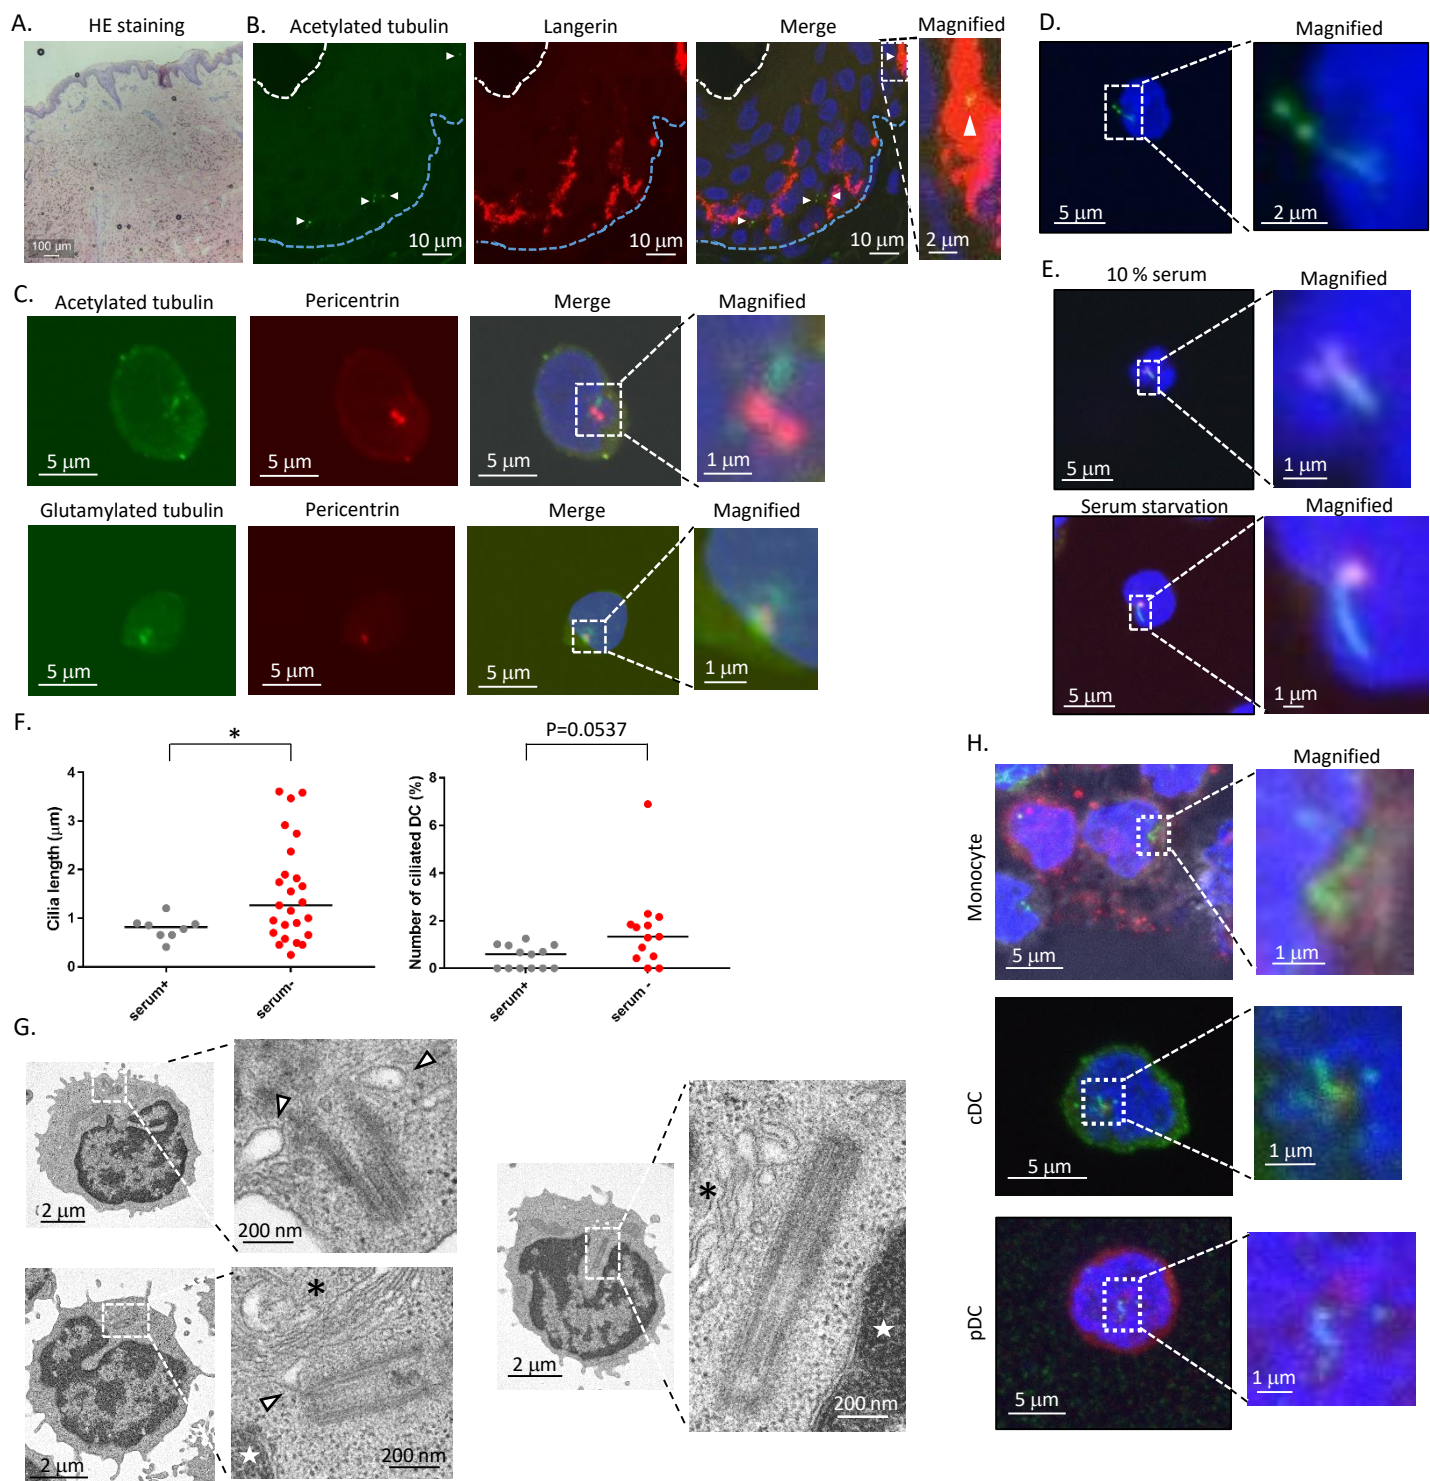 A.
HE staining
100 µm
B.
Acetylated tubulin
Langerin
Merge
Magnified
10 µm
10 µm
2 µm
C.
Acetylated tubulin
Pericentrin
Merge
Magnified
5 µm
5 µm
5 µm
1 µm
Glutamylated tubulin
Pericentrin
Merge
Magnified
5 µm
5 µm
5 µm
1 µm
D.
Magnified
5 µm
2 µm
E.
10 % serum
Magnified
5 µm
1 µm
Serum starvation
Magnified
5 µm
1 µm
F.
*
Cilia length (µm)
4
3
2
1
0
serum+
serum-
P=0.0537
Number of ciliated DC (%)
8
6
4
2
0
serum+
serum -
G.
2 µm
200 nm
2 µm
*
200 nm
2 µm
*
200 nm
H.
Magnified
Monocyte
5 µm
1 µm
cDC
5 µm
1 µm
pDC
5 µm
1 µm